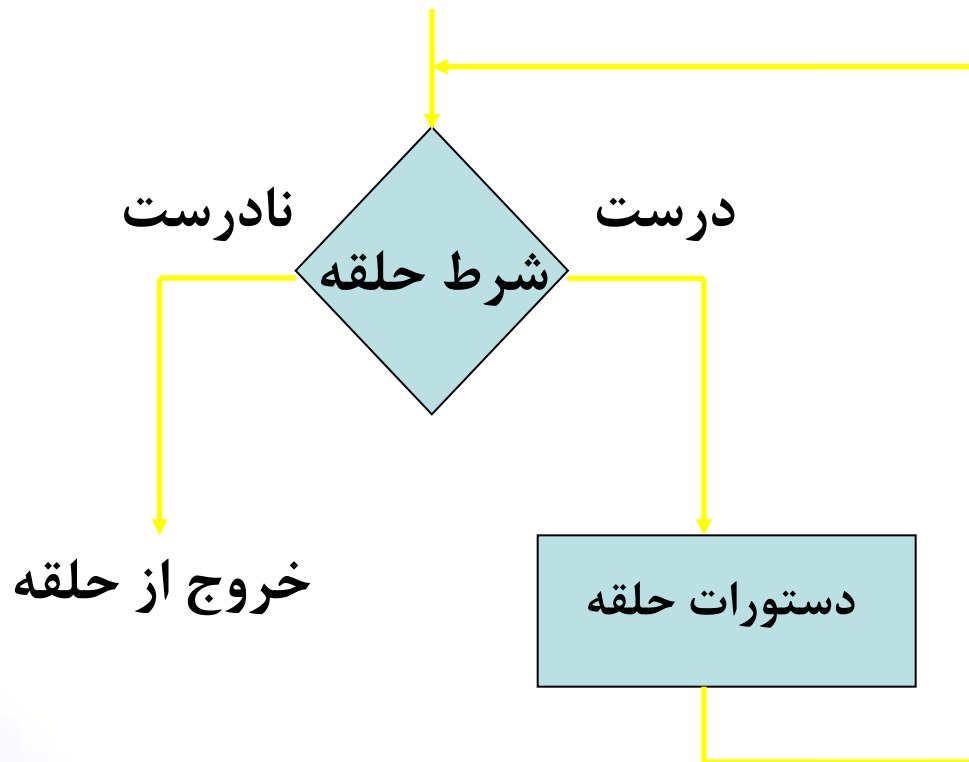 درست
نادرست
شرط حلقه
خروج از حلقه
دستورات حلقه